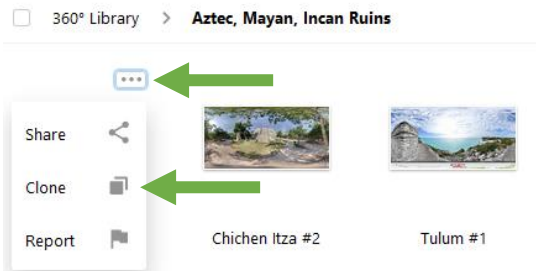 360° Library > Aztec, Mayan, Incan Ruins
Share
Clone
Report
Chichen Itza #2
Tulum #1